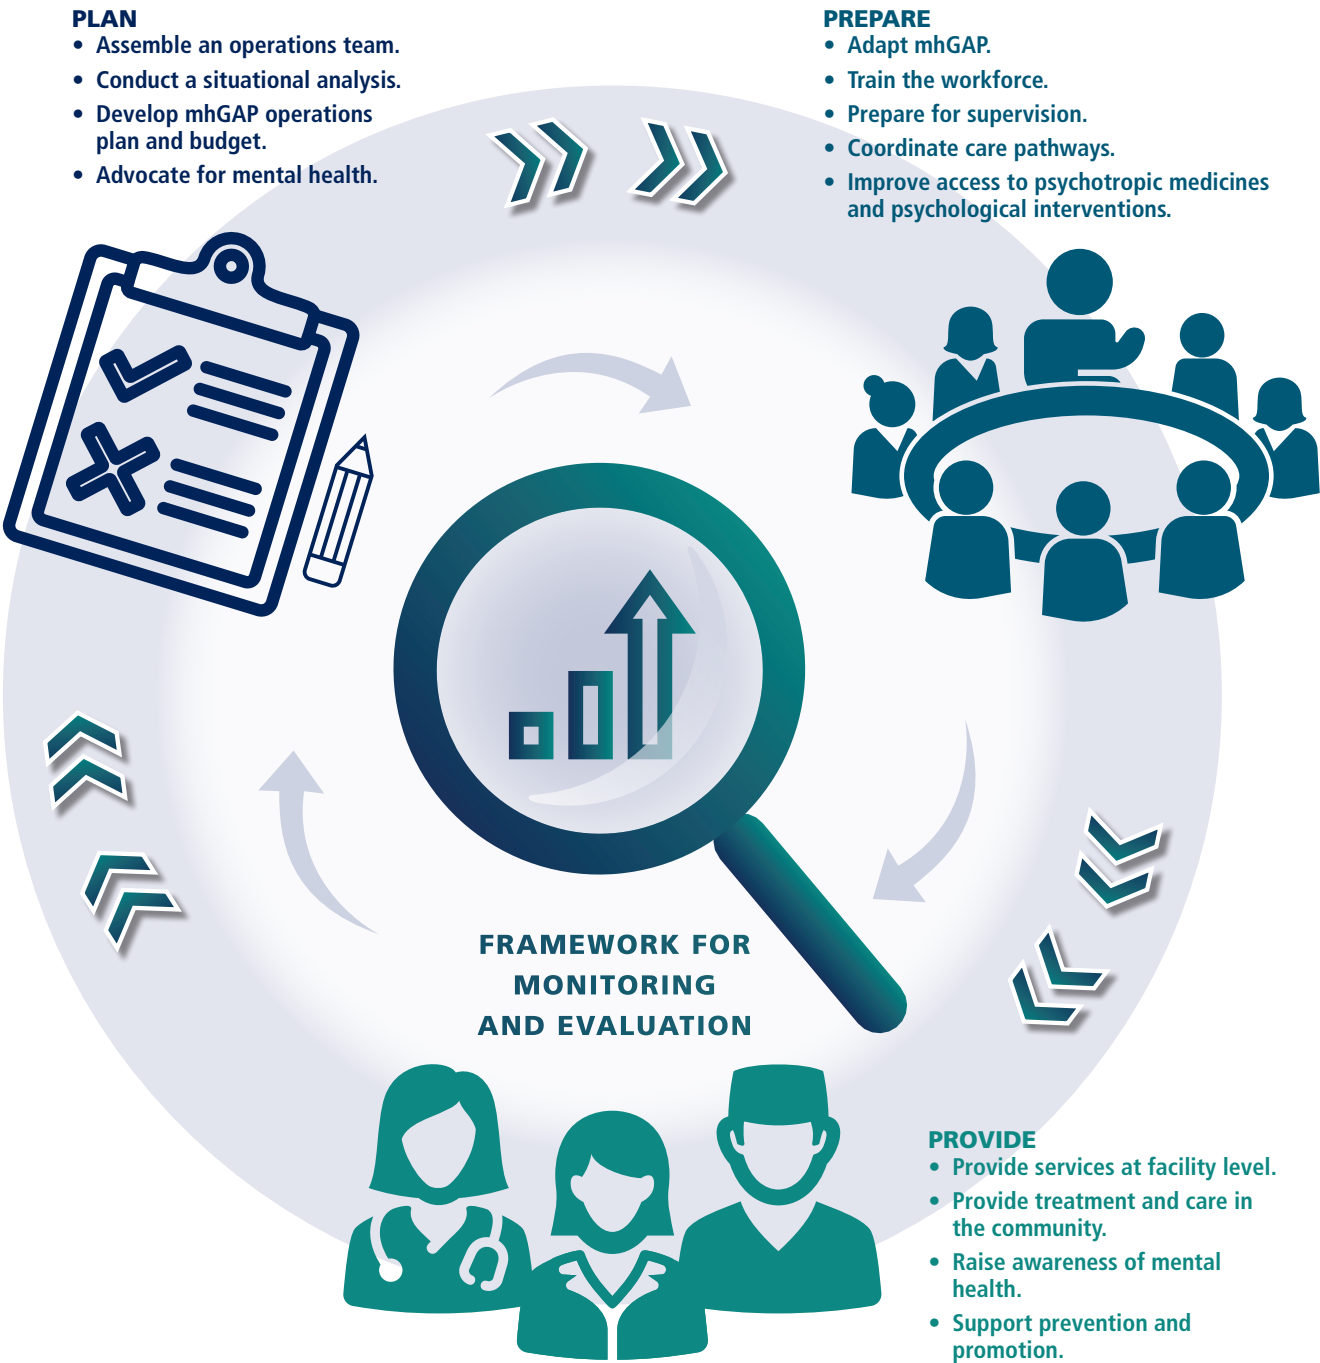 PLAN
• Assemble an operations team.
• Conduct a situational analysis.
• Develop mhGAP operations
plan and budget.
• Advocate for mental health.
PREPARE
• Adapt mhGAP.
• Train the workforce.
• Prepare for supervision.
• Coordinate care pathways.
• Improve access to psychotropic medicines
and psychological interventions.
FRAMEWORK FOR
MONITORING
AND EVALUATION
PROVIDE
• Provide services at facility level.
• Provide treatment and care in
the community.
• Raise awareness of mental
health.
• Support prevention and
promotion.